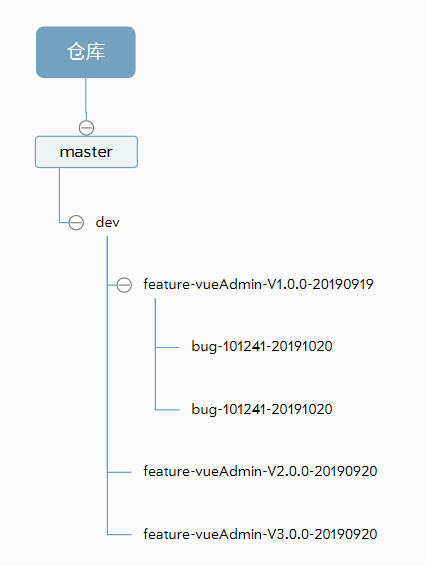 仓库
master
dev
feature-vueAdmin-V1.0.0-20190919
bug-101241-20191020
bug-101241-20191020
feature-vueAdmin-V2.0.0-20190920
feature-vueAdmin-V3.0.0-20190920